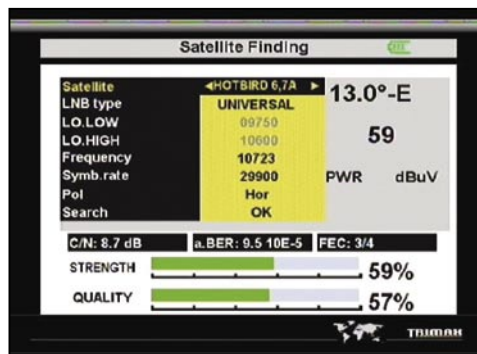 Satellite Finding
Satellite HOTBIRD 6,7A 13.0°-E
LNB type UNIVERSAL
LO.LOW 09750 59
LO.HIGH 10600
Frequency 10723
Symb.rate 29900 PWR dBuV
Pol Hor
Search OK
C/N: 8.7 dB a.BER: 9.5 10E-5 FEC: 3/4
STRENGTH 59%
QUALITY 57%
TRIMAX